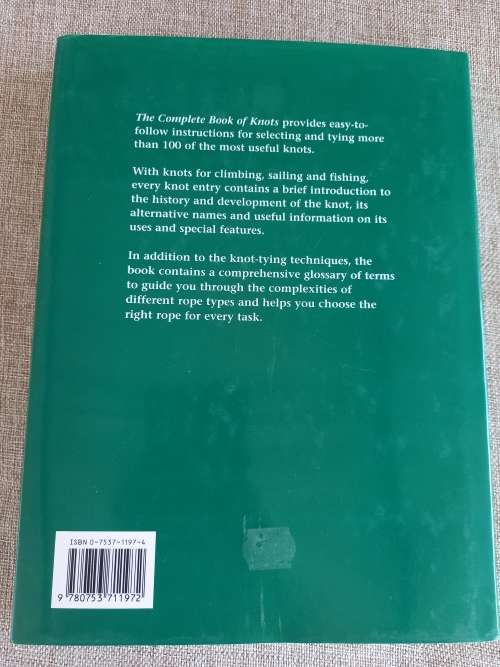 The Complete Book of Knots provides easy-to-
follow instructions for selecting and tying more
than 100 of the most useful knots.
With knots for climbing, sailing and fishing,
every knot entry contains a brief introduction to
the history and development of the knot, its
alternative names and useful information on its
uses and special features.
In addition to the knot-tying techniques, the
book contains a comprehensive glossary of terms
to guide you through the complexities of
different rope types and helps you choose the
right rope for every task.
ISBN 0-7537-1197-4
9 780753 711972